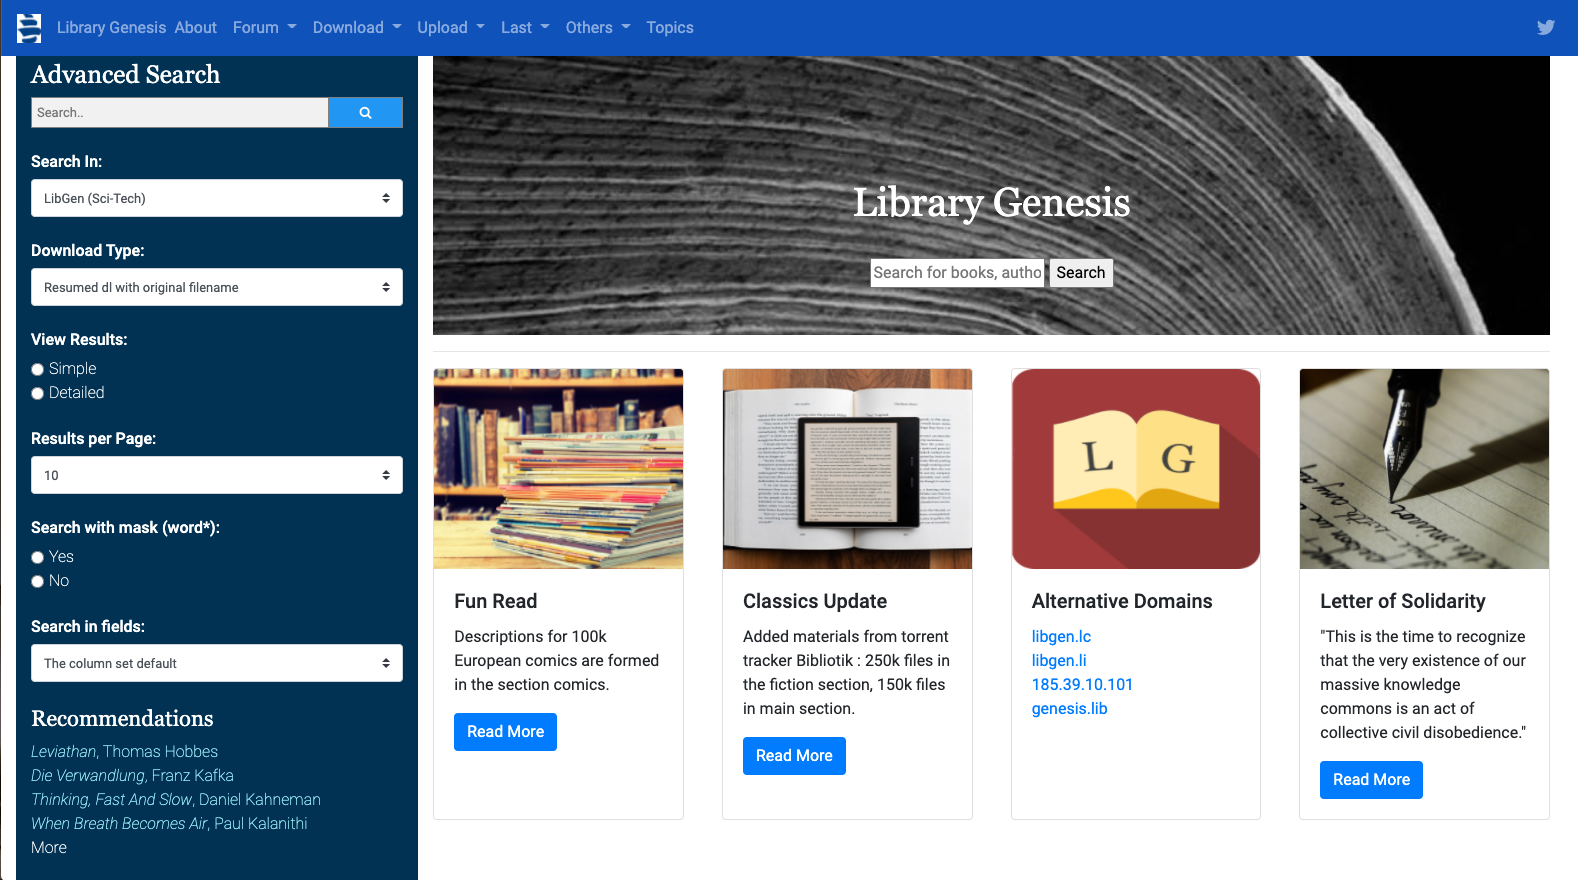 Library Genesis About Forum Download Upload Last Others Topics
Advanced Search
Search..
Search In:
LibGen (Sci-Tech)
Download Type:
Resumed dl with original filename
View Results:
Simple
Detailed
Results per Page:
10
Search with mask (word*):
Yes
No
Search in fields:
The column set default
Recommendations
Leviathan, Thomas Hobbes
Die Verwandlung, Franz Kafka
Thinking, Fast And Slow, Daniel Kahneman
When Breath Becomes Air, Paul Kalanithi
More
Library Genesis
Search for books, autho Search
Fun Read
Descriptions for 100k
European comics are formed
in the section comics.
Read More
Classics Update
Added materials from torrent
tracker Bibliotik : 250k files in
the fiction section, 150k files
in main section.
Read More
L G
Alternative Domains
libgen.lc
libgen.li
185.39.10.101
genesis.lib
Letter of Solidarity
"This is the time to recognize
that the very existence of our
massive knowledge
commons is an act of
collective civil disobedience."
Read More